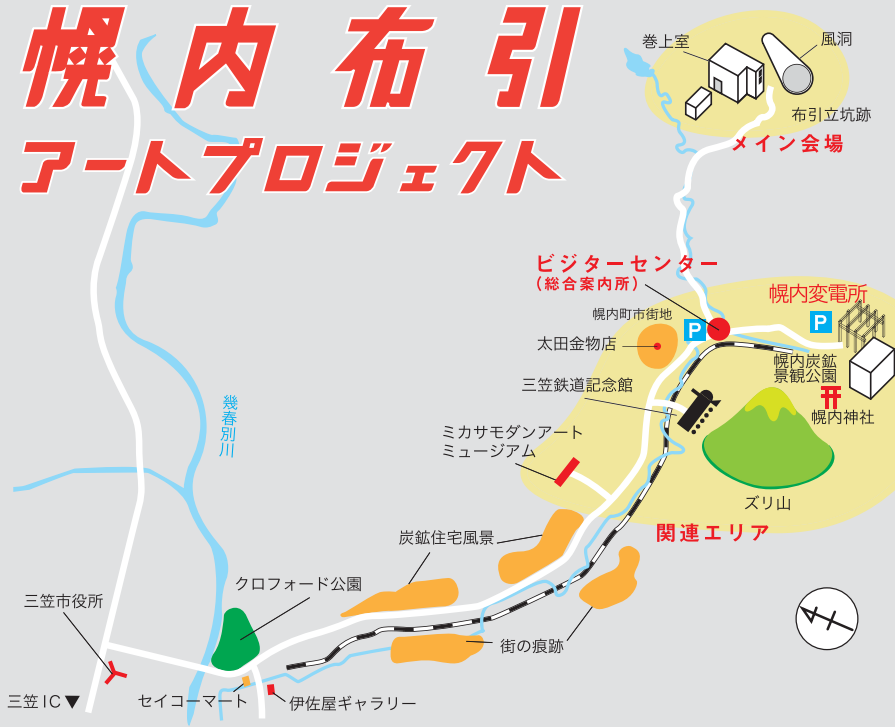 幌内布引
アートプロジェクト
巻上室
風洞
布引立坑跡
メイン会場
ビジターセンター
(総合案内所)
幌内変電所
幌内町市街地
P
P
太田金物店
幌内炭鉱
景観公園
三笠鉄道記念館
幌内神社
ミカサモダンアート
ミュージアム
幾春別川
ズリ山
関連エリア
炭鉱住宅風景
クロフォード公園
三笠市役所
街の痕跡
三笠IC▼
セイコーマート
伊佐屋ギャラリー